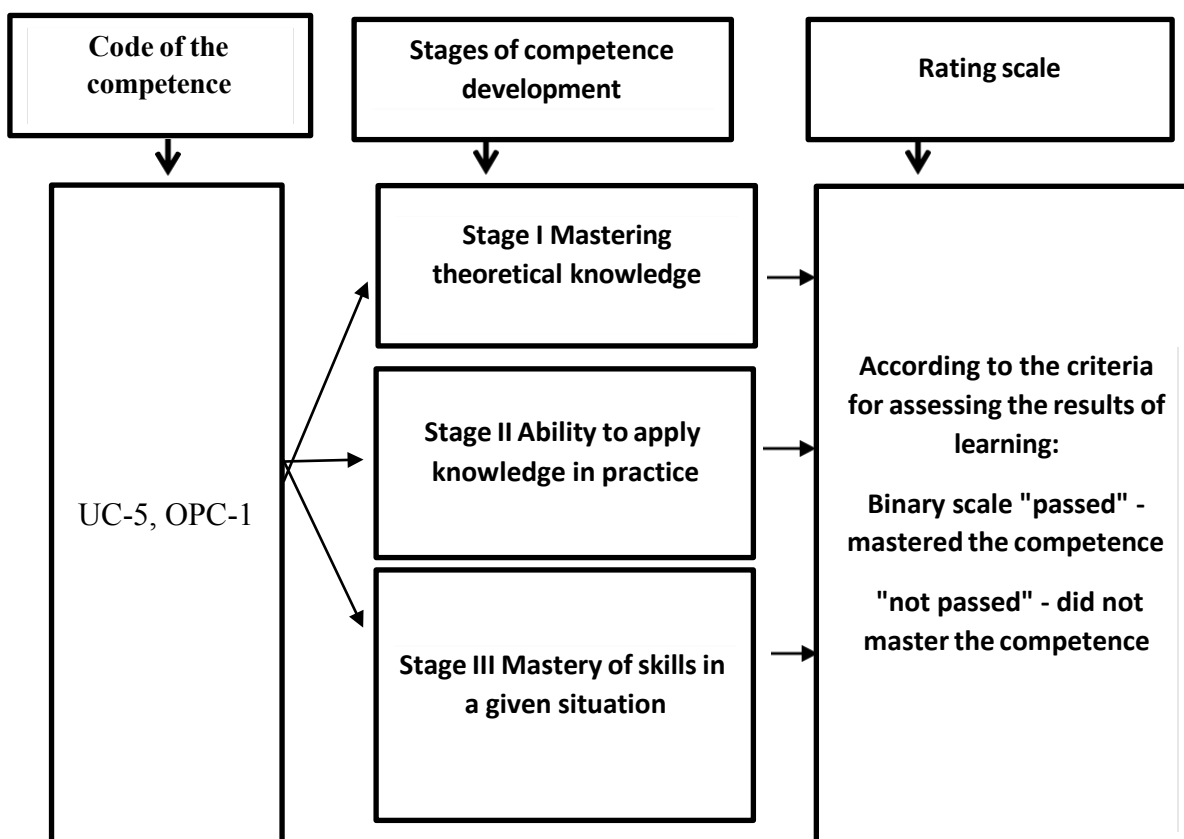 Code of the
competence
Stages of competence
development
Rating scale
UC-5, OPC-1
Stage I Mastering
theoretical knowledge
Stage II Ability to apply
knowledge in practice
Stage III Mastery of skills in
a given situation
According to the criteria
for assessing the results of
learning:
Binary scale "passed" -
mastered the competence
"not passed" - did not
master the competence